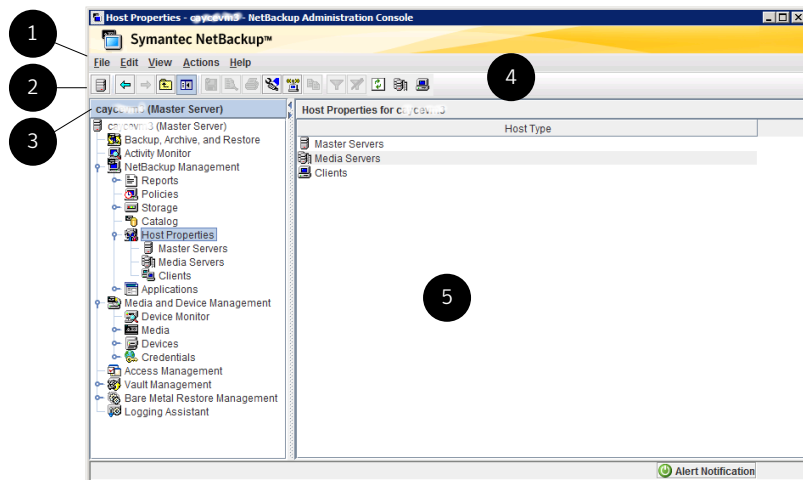 Host Properties - NetBackup Administration Console
1
Symantec NetBackup™
File Edit View Actions Help
2
4
3
(Master Server)
Host Properties for
(Master Server)
Host Type
Backup, Archive, and Restore
Master Servers
Activity Monitor
Media Servers
NetBackup Management
Clients
Reports
Policies
Storage
Catalog
Host Properties
Master Servers
Media Servers
Clients
5
Applications
Media and Device Management
Device Monitor
Media
Devices
Credentials
Access Management
Vault Management
Bare Metal Restore Management
Logging Assistant
Alert Notification